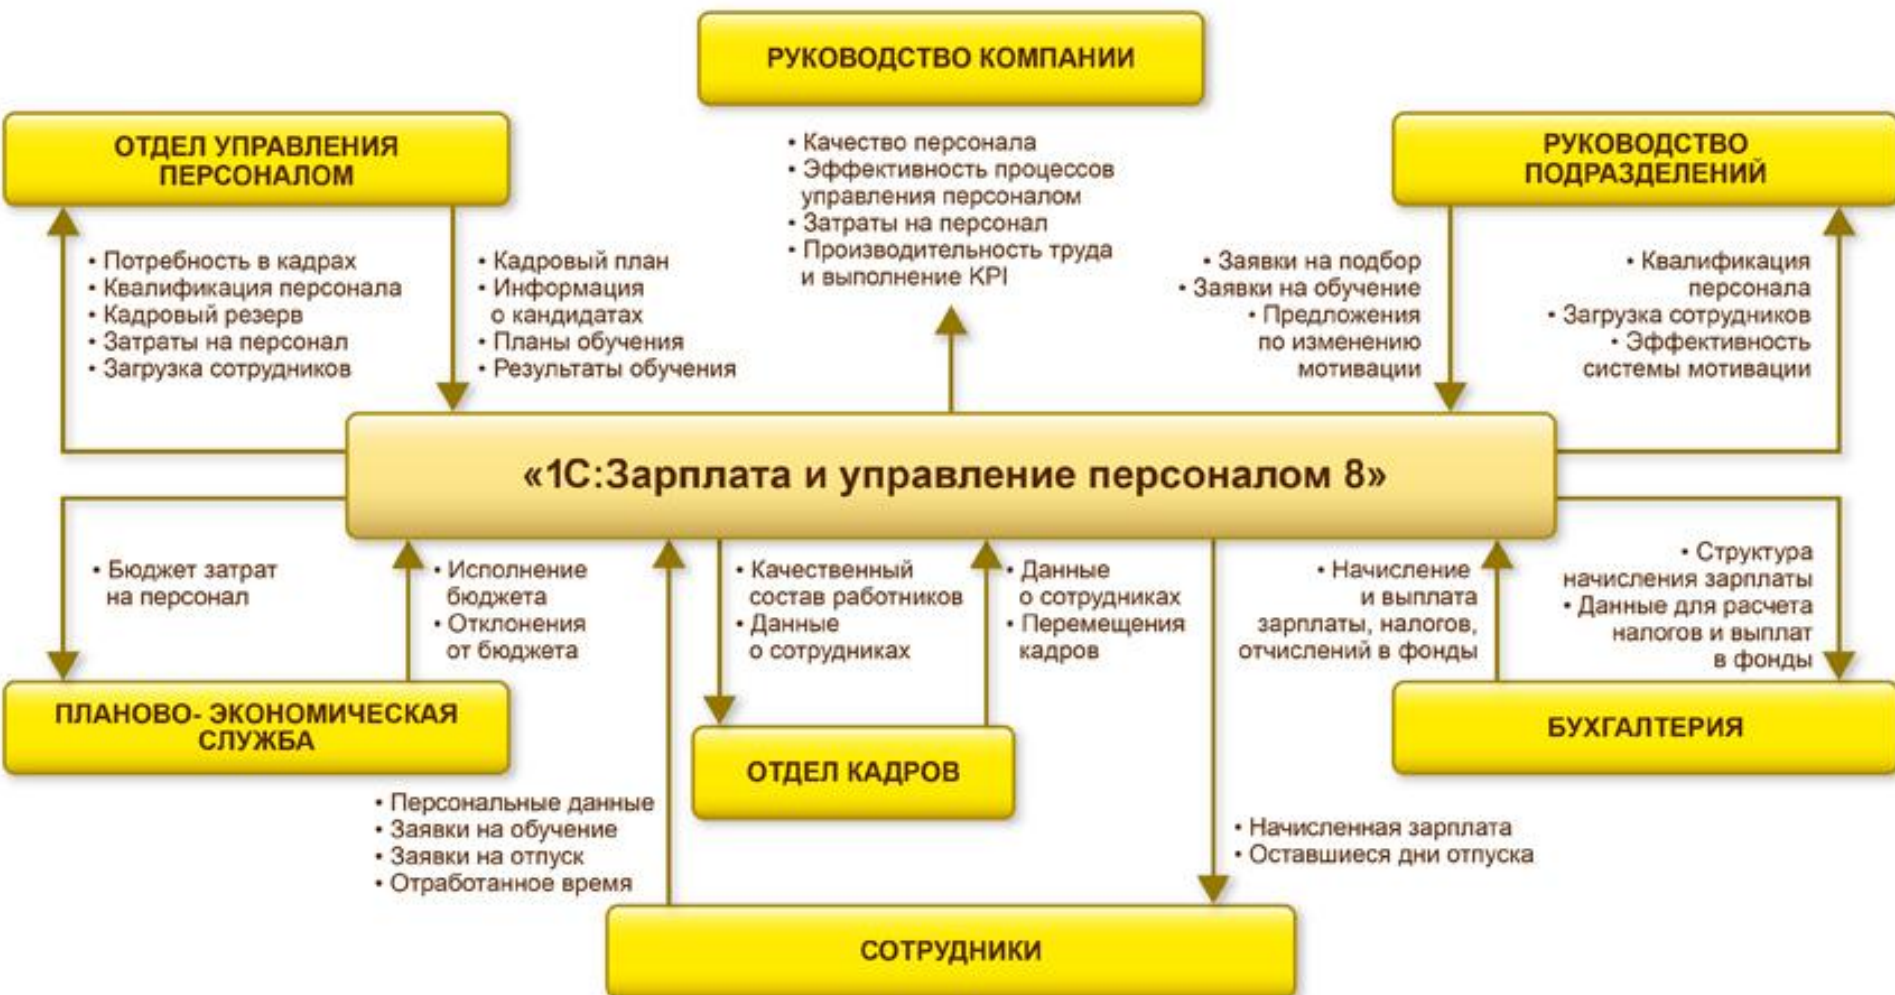 РУКОВОДСТВО КОМПАНИИ
ОТДЕЛ УПРАВЛЕНИЯ
ПЕРСОНАЛОМ
РУКОВОДСТВО
ПОДРАЗДЕЛЕНИЙ
• Качество персонала
• Эффективность процессов
управления персоналом
• Затраты на персонал
• Производительность труда
и выполнение KPI
• Потребность в кадрах
• Квалификация персонала
• Кадровый резерв
• Затраты на персонал
• Загрузка сотрудников
• Кадровый план
• Информация
о кандидатах
• Планы обучения
• Результаты обучения
• Заявки на подбор
• Заявки на обучение
• Предложения
по изменению
мотивации
• Квалификация
персонала
• Загрузка сотрудников
• Эффективность
системы мотивации
«1С:Зарплата и управление персоналом 8»
• Бюджет затрат
на персонал
• Исполнение
бюджета
• Отклонения
от бюджета
• Качественный
состав работников
• Данные
о сотрудниках
• Данные
о сотрудниках
• Перемещения
кадров
• Начисление
и выплата
зарплаты, налогов,
отчислений в фонды
• Структура
начисления зарплаты
• Данные для расчета
налогов и выплат
в фонды
ПЛАНОВО- ЭКОНОМИЧЕСКАЯ
СЛУЖБА
ОТДЕЛ КАДРОВ
БУХГАЛТЕРИЯ
• Персональные данные
• Заявки на обучение
• Заявки на отпуск
• Отработанное время
• Начисленная зарплата
• Оставшиеся дни отпуска
СОТРУДНИКИ